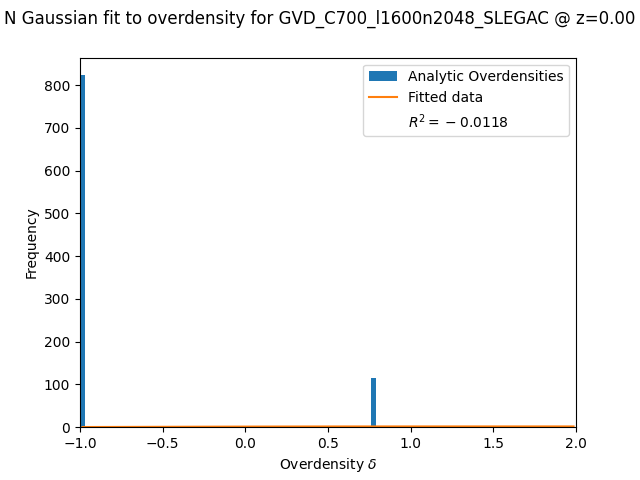 N Gaussian fit to overdensity for GVD_C700_l1600n2048_SLEGAC @ z=0.00
Analytic Overdensities
Fitted data
R² = − 0.0118
Frequency
800
700
600
500
400
300
200
100
0
−1.0 −0.5 0.0 0.5 1.0 1.5 2.0
Overdensity δ